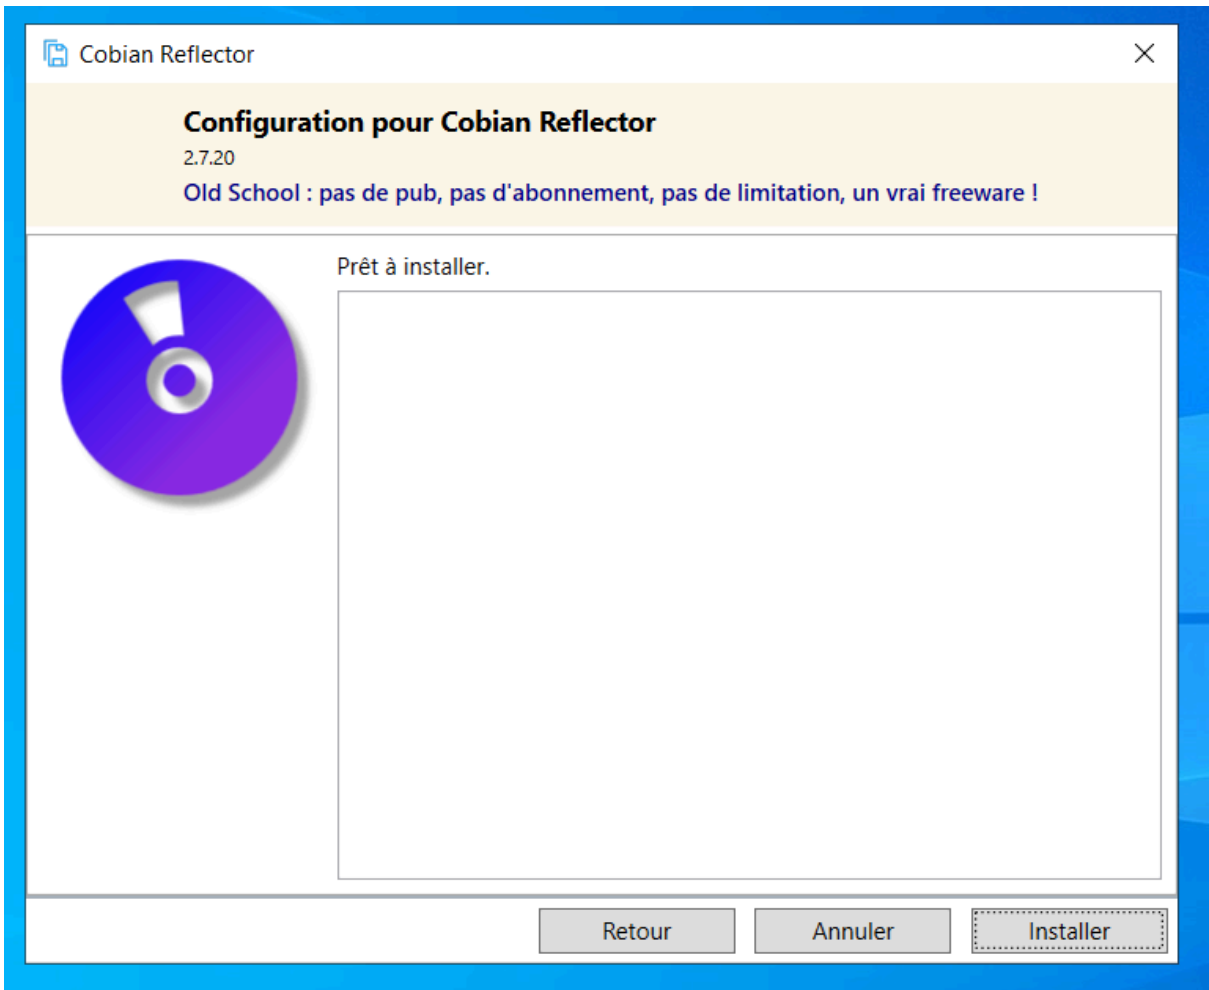 Cobian Reflector
Configuration pour Cobian Reflector
2.7.20
Old School : pas de pub, pas d'abonnement, pas de limitation, un vrai freeware !
Prêt à installer.
Retour
Annuler
Installer